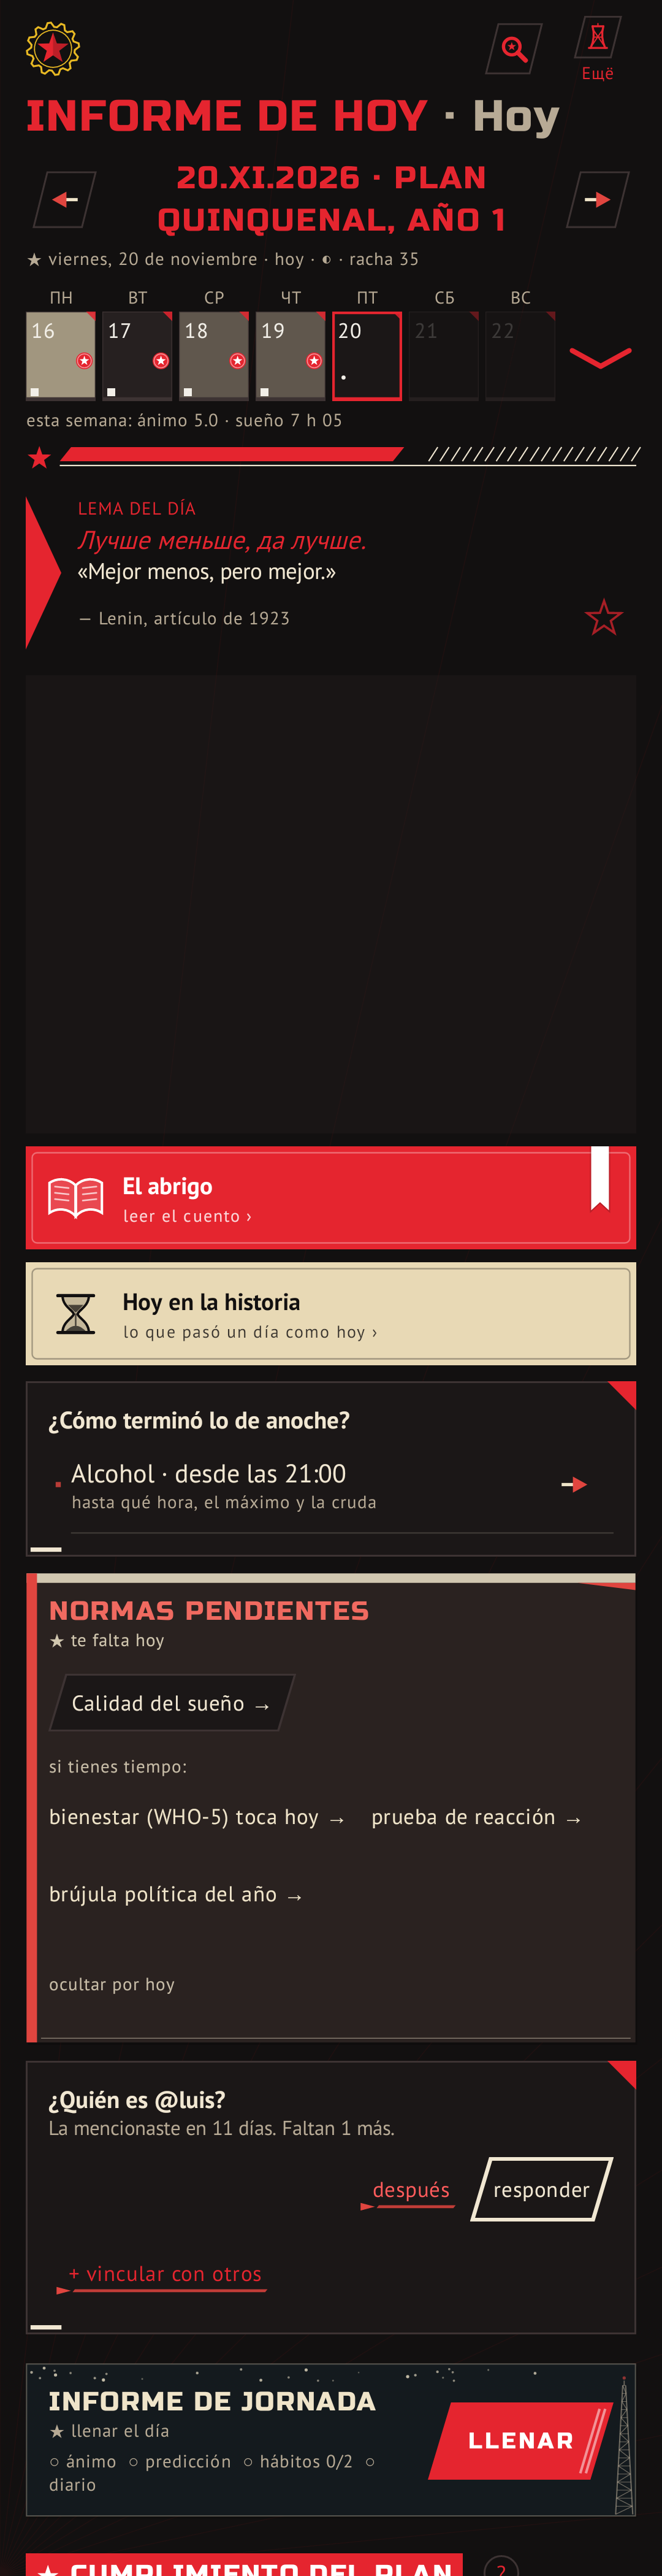 Ещё
INFORME DE HOY · Hoy
20.XI.2026 · PLAN
QUINQUENAL, AÑO 1
★ viernes, 20 de noviembre · hoy · ◐ · racha 35
ПН ВТ СР ЧТ ПТ СБ ВС
16 17 18 19 20 21 22
esta semana: ánimo 5.0 · sueño 7 h 05
LEMA DEL DÍA
Лучше меньше, да лучше.
«Mejor menos, pero mejor.»
— Lenin, artículo de 1923
El abrigo
leer el cuento ›
Hoy en la historia
lo que pasó un día como hoy ›
¿Cómo terminó lo de anoche?
Alcohol · desde las 21:00
hasta qué hora, el máximo y la cruda
NORMAS PENDIENTES
★ te falta hoy
Calidad del sueño →
si tienes tiempo:
bienestar (WHO-5) toca hoy → prueba de reacción →
brújula política del año →
ocultar por hoy
¿Quién es @luis?
La mencionaste en 11 días. Faltan 1 más.
después responder
+ vincular con otros
INFORME DE JORNADA
★ llenar el día
○ ánimo ○ predicción ○ hábitos 0/2 ○
diario
LLENAR
★ CUMPLIMIENTO DEL PLAN ?